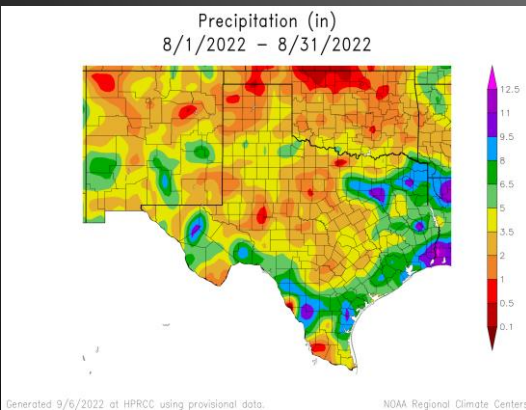 Precipitation (in)
8/1/2022 – 8/31/2022
12.5
11
9.5
8
6.5
5
3.5
2
1
0.5
0.1
Generated 9/6/2022 at HPRCC using provisional data.
NOAA Regional Climate Centers